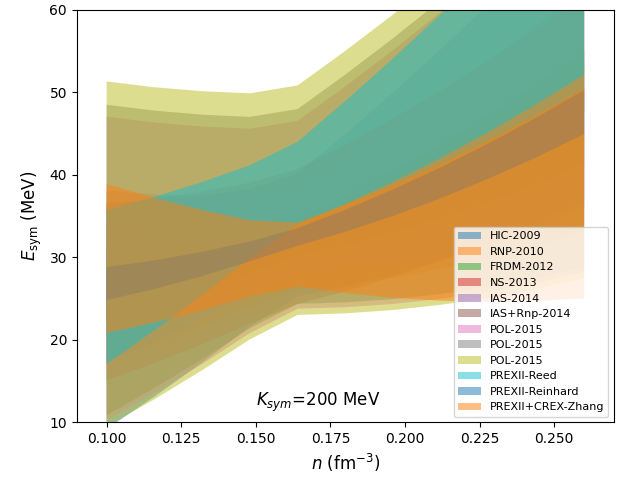 60
50
40
30
20
10
E_sym (MeV)
HIC-2009
RNP-2010
FRDM-2012
NS-2013
IAS-2014
IAS+Rnp-2014
POL-2015
POL-2015
POL-2015
PREXII-Reed
PREXII-Reinhard
PREXII+CREX-Zhang
K_sym=200 MeV
0.100 0.125 0.150 0.175 0.200 0.225 0.250
n (fm⁻³)